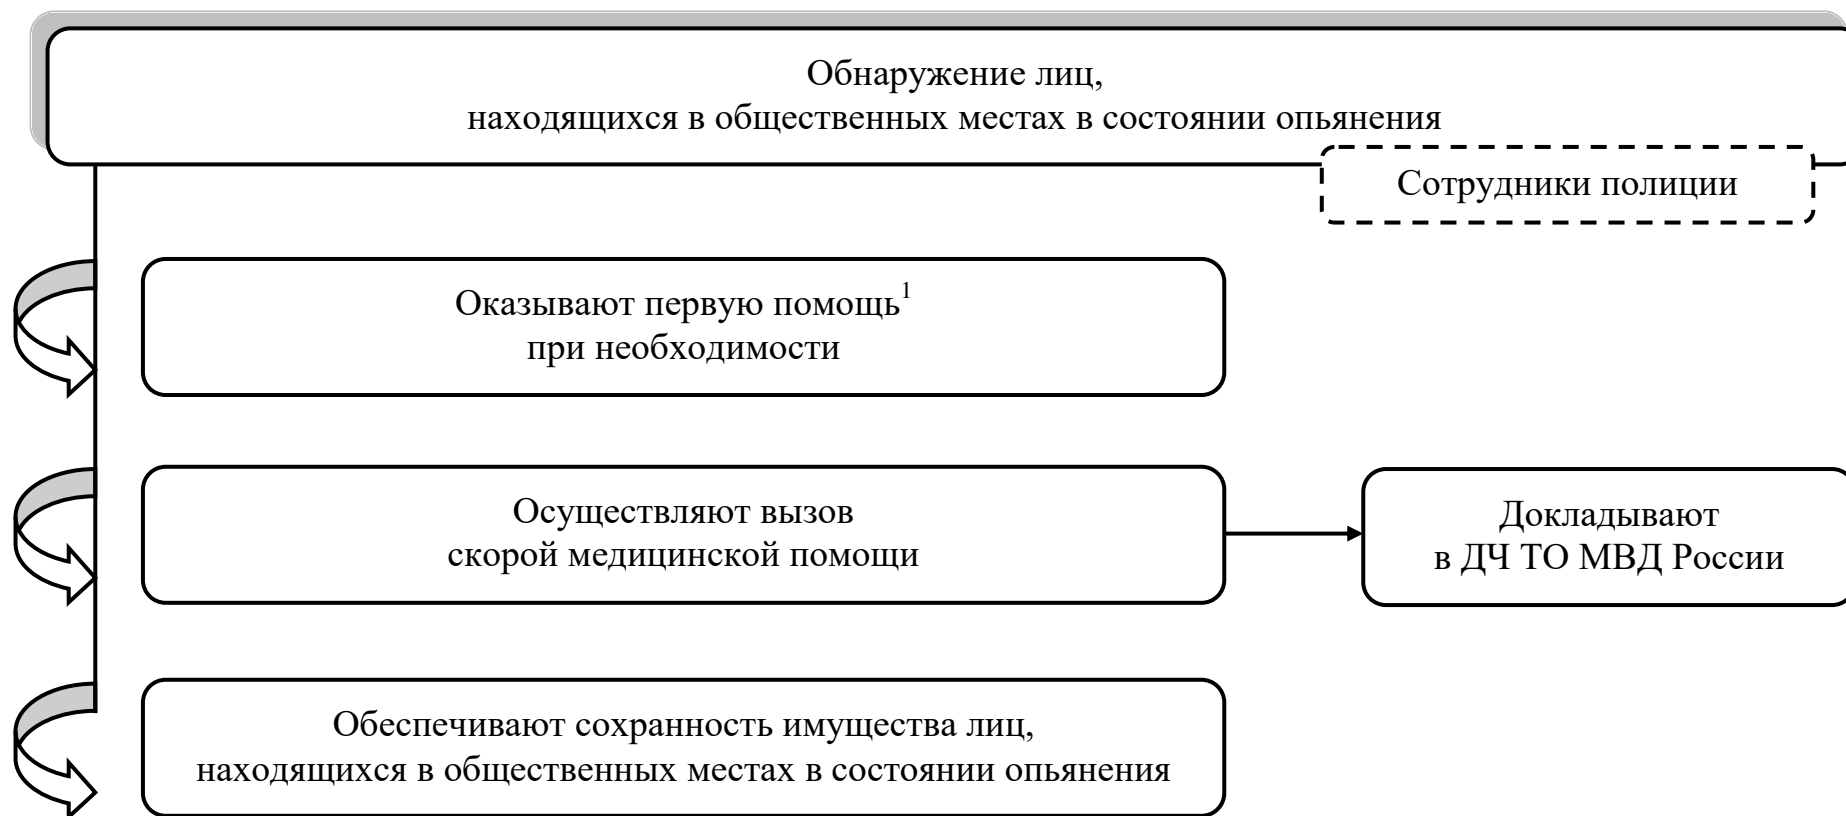 Обнаружение лиц,
находящихся в общественных местах в состоянии опьянения
Сотрудники полиции
Оказывают первую помощь¹
при необходимости
Осуществляют вызов
скорой медицинской помощи
Докладывают
в ДЧ ТО МВД России
Обеспечивают сохранность имущества лиц,
находящихся в общественных местах в состоянии опьянения